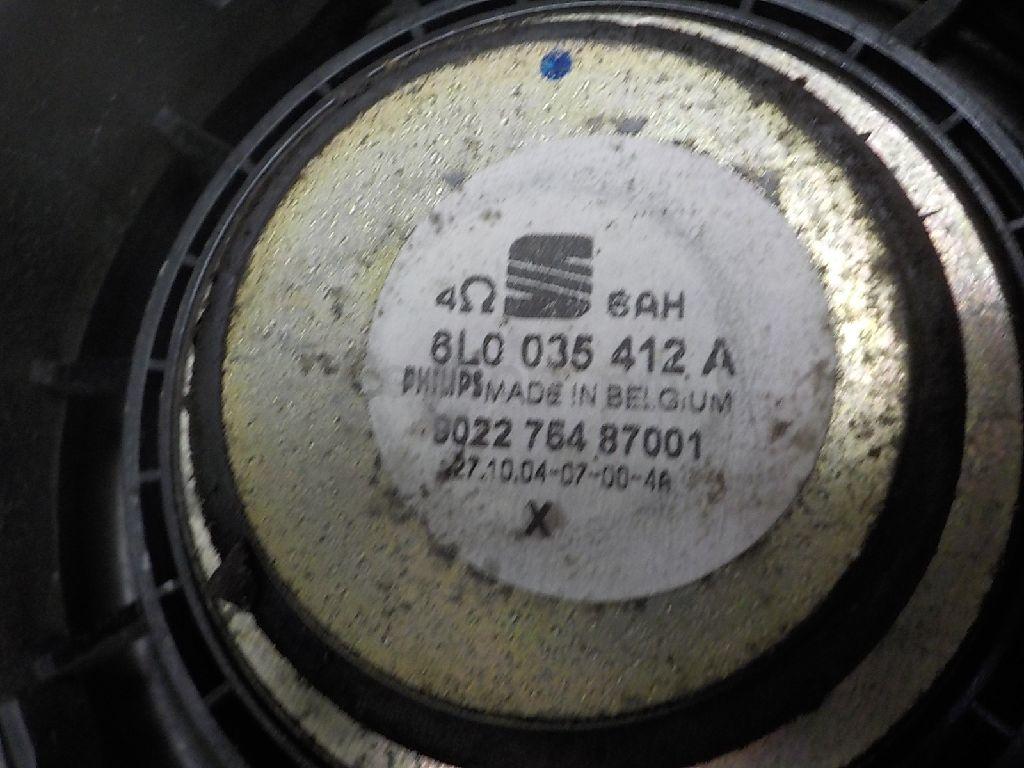 4Ω 6AH
6L0 035 412 A
PHILIPS MADE IN BELGIUM
9022 764 87001
27.10.04-07-00-4A
X